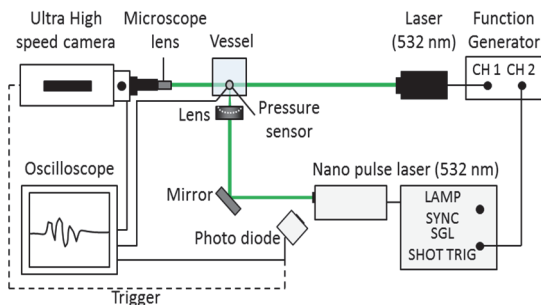 Ultra High
speed camera
Microscope
lens
Vessel
Laser
(532 nm)
Function
Generator
CH 1 CH 2
Lens
Pressure
sensor
Oscilloscope
Mirror
Nano pulse laser (532 nm)
LAMP
SYNC
SGL
SHOT TRIG
Photo diode
Trigger